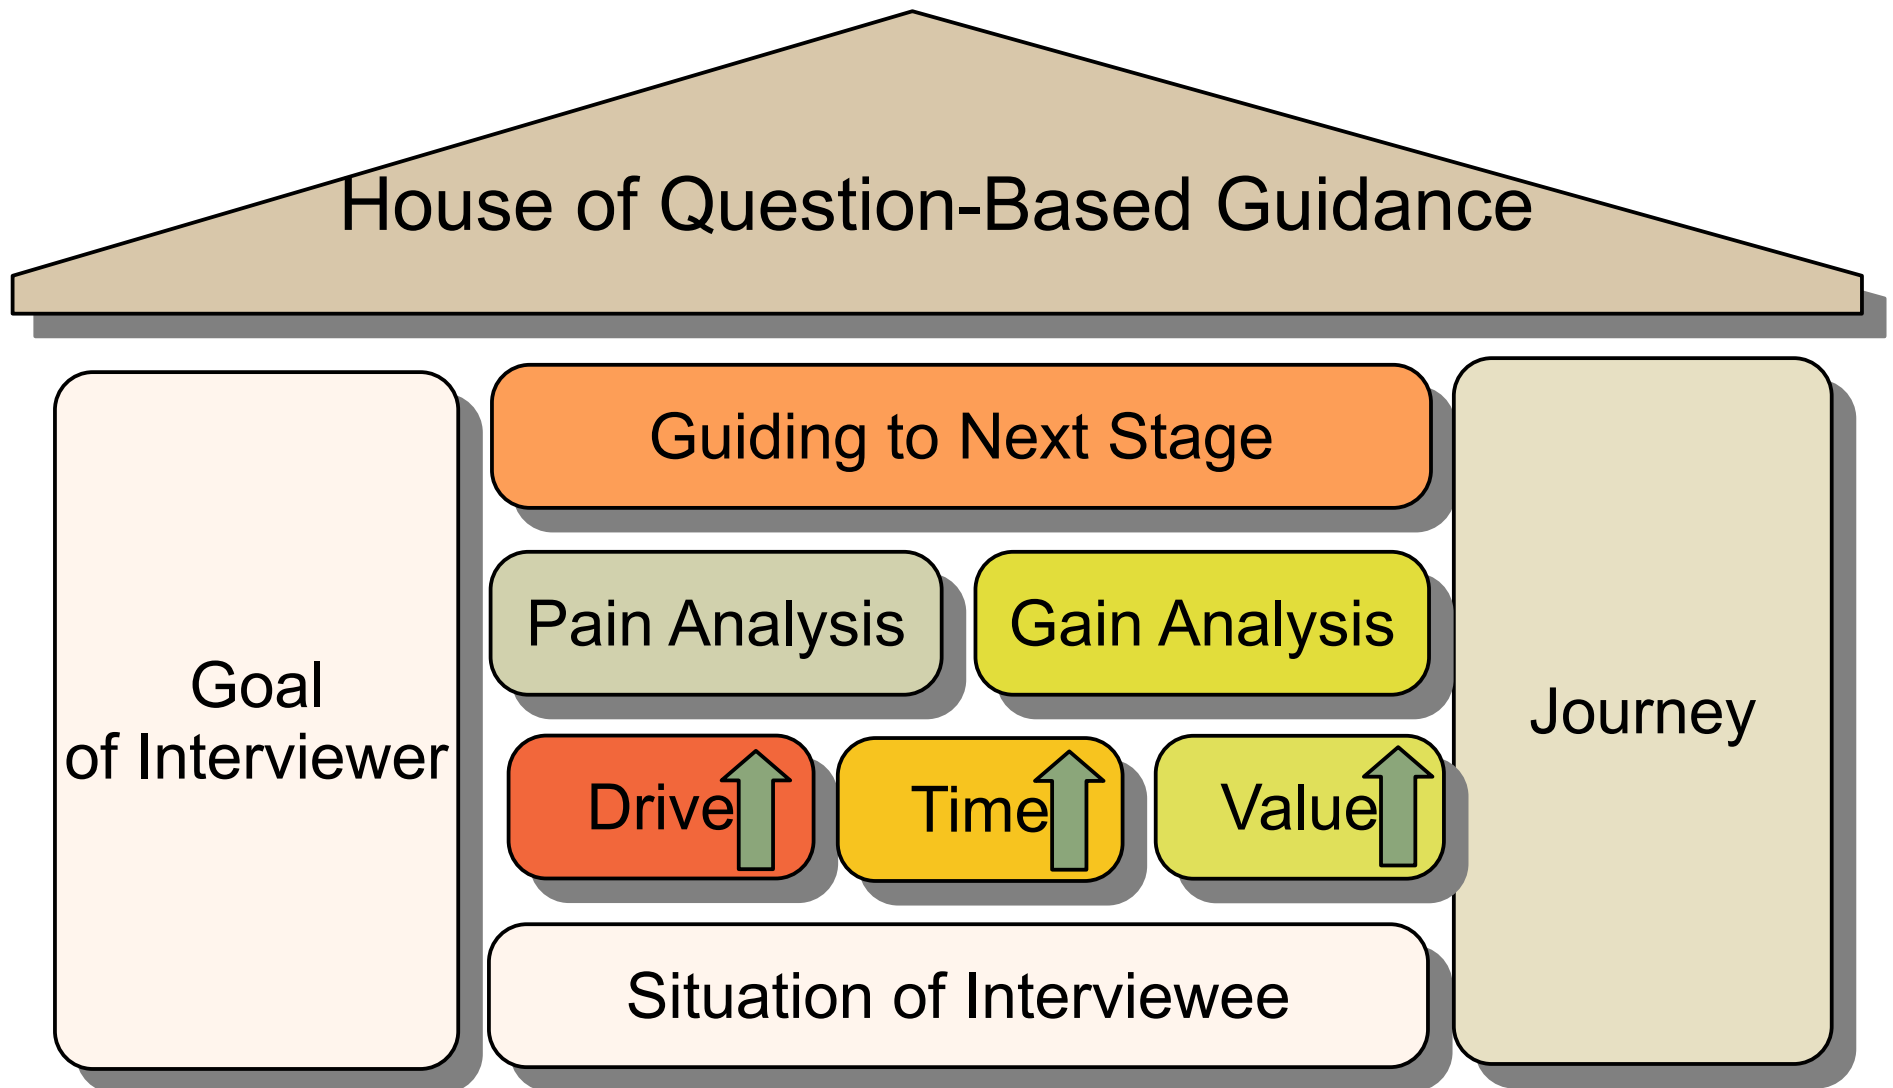 House of Question-Based Guidance
Goal
of Interviewer
Guiding to Next Stage
Pain Analysis
Gain Analysis
Drive
Time
Value
Situation of Interviewee
Journey